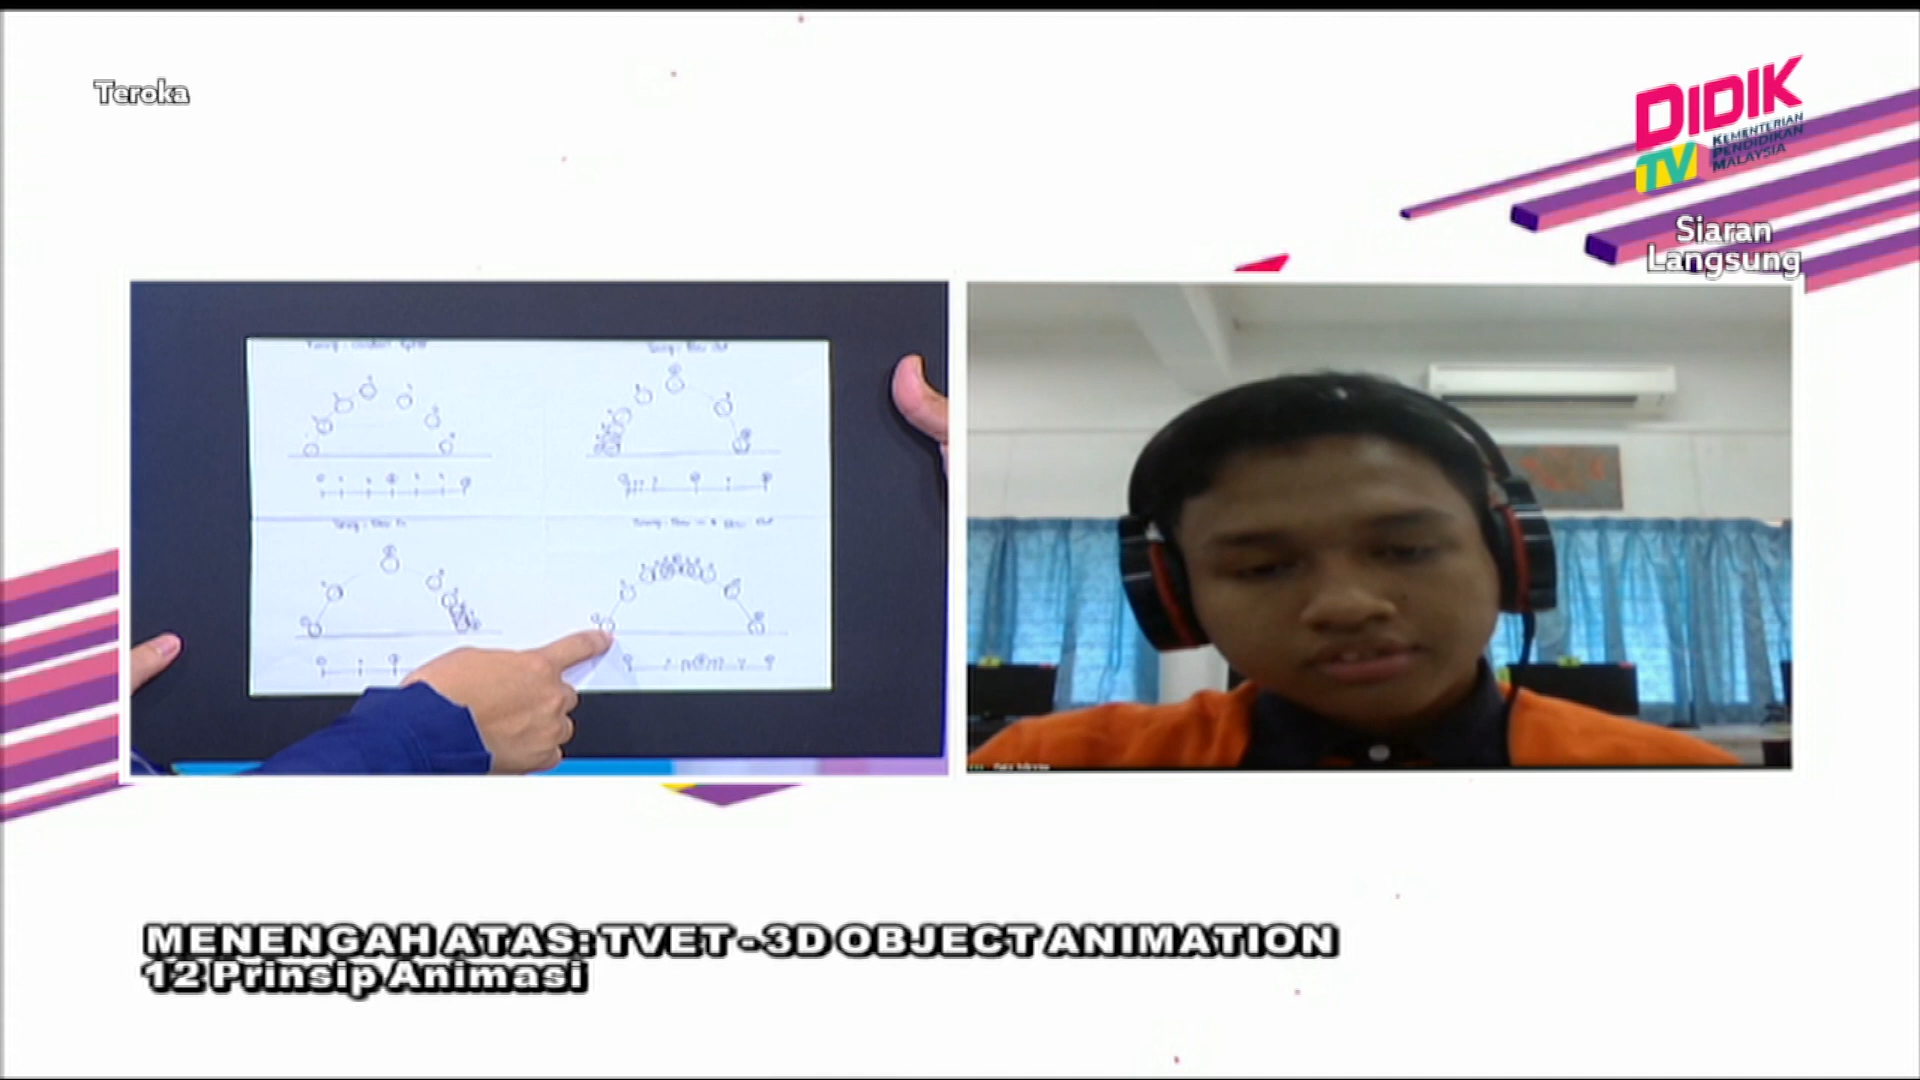 Teroka
DIDIK
TV
KEMENTERIAN
PENDIDIKAN
MALAYSIA
Siaran
Langsung
MENENGAH ATAS: TVET - 3D OBJECT ANIMATION
12 Prinsip Animasi